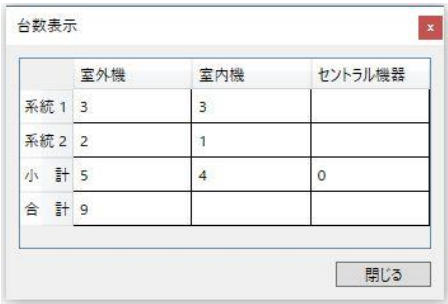 台数表示 x
室外機 室内機 セントラル機器
系統 1 3 3
系統 2 2 1
小 計 5 4 0
合 計 9
閉じる